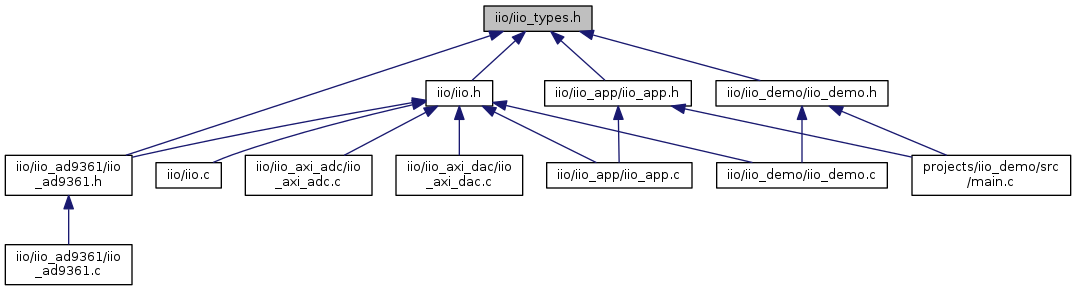 iio/iio_types.h
iio/iio.h
iio/iio_app/iio_app.h
iio/iio_demo/iio_demo.h
iio/iio_ad9361/iio
_ad9361.h
iio/iio.c
iio/iio_axi_adc/iio
_axi_adc.c
iio/iio_axi_dac/iio
_axi_dac.c
iio/iio_app/iio_app.c
iio/iio_demo/iio_demo.c
projects/iio_demo/src
/main.c
iio/iio_ad9361/iio
_ad9361.c